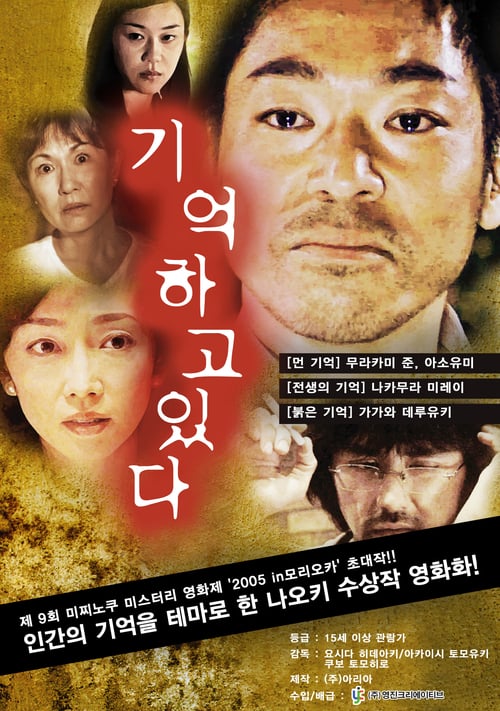 기억하고있다
[먼 기억] 무라카미 준, 아소유미
[전생의 기억] 나카무라 미레이
[붉은 기억] 가가와 데루유키
제 9회 미찌노쿠 미스터리 영화제 '2005 in모리오카' 초대작!!
인간의 기억을 테마로 한 나오키 수상작 영화화!
등급 : 15세 이상 관람가
감독 : 요시다 히데아키/아카이시 토모유키
쿠보 토모히로
제작 : (주)아리아
수입/배급 : YJC (주)영진크리에이티브